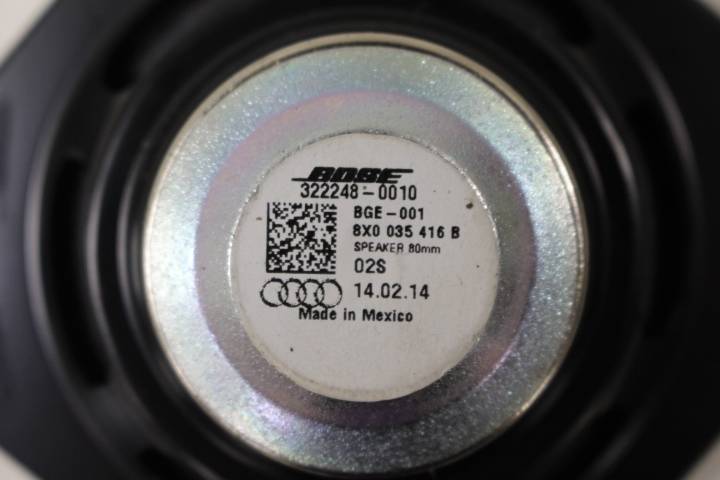 BOSE
322248-0010
BGE-001
8X0 035 416 B
SPEAKER 80mm
02S
14.02.14
Made in Mexico